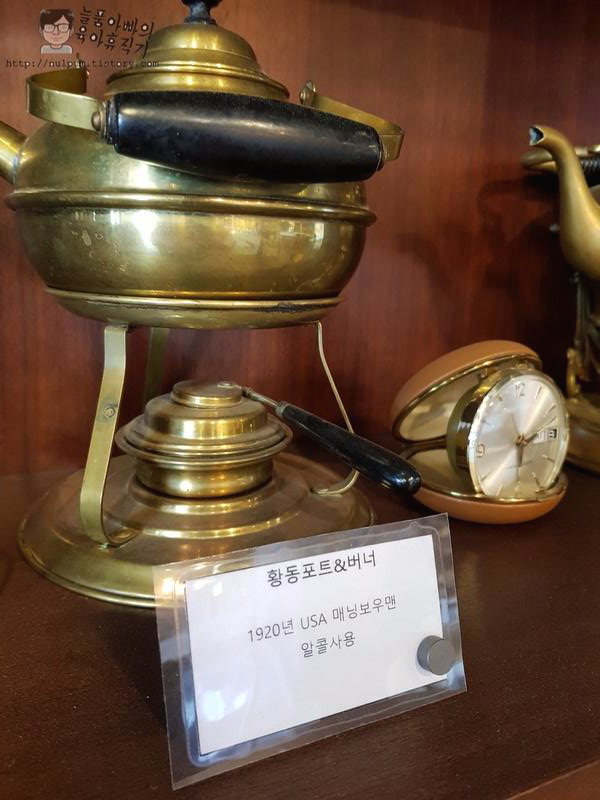 늘품아빠의
육아휴직기
http://nulpum.tistory.com
황동포트&버너
1920년 USA 매닝보우맨
알콜사용